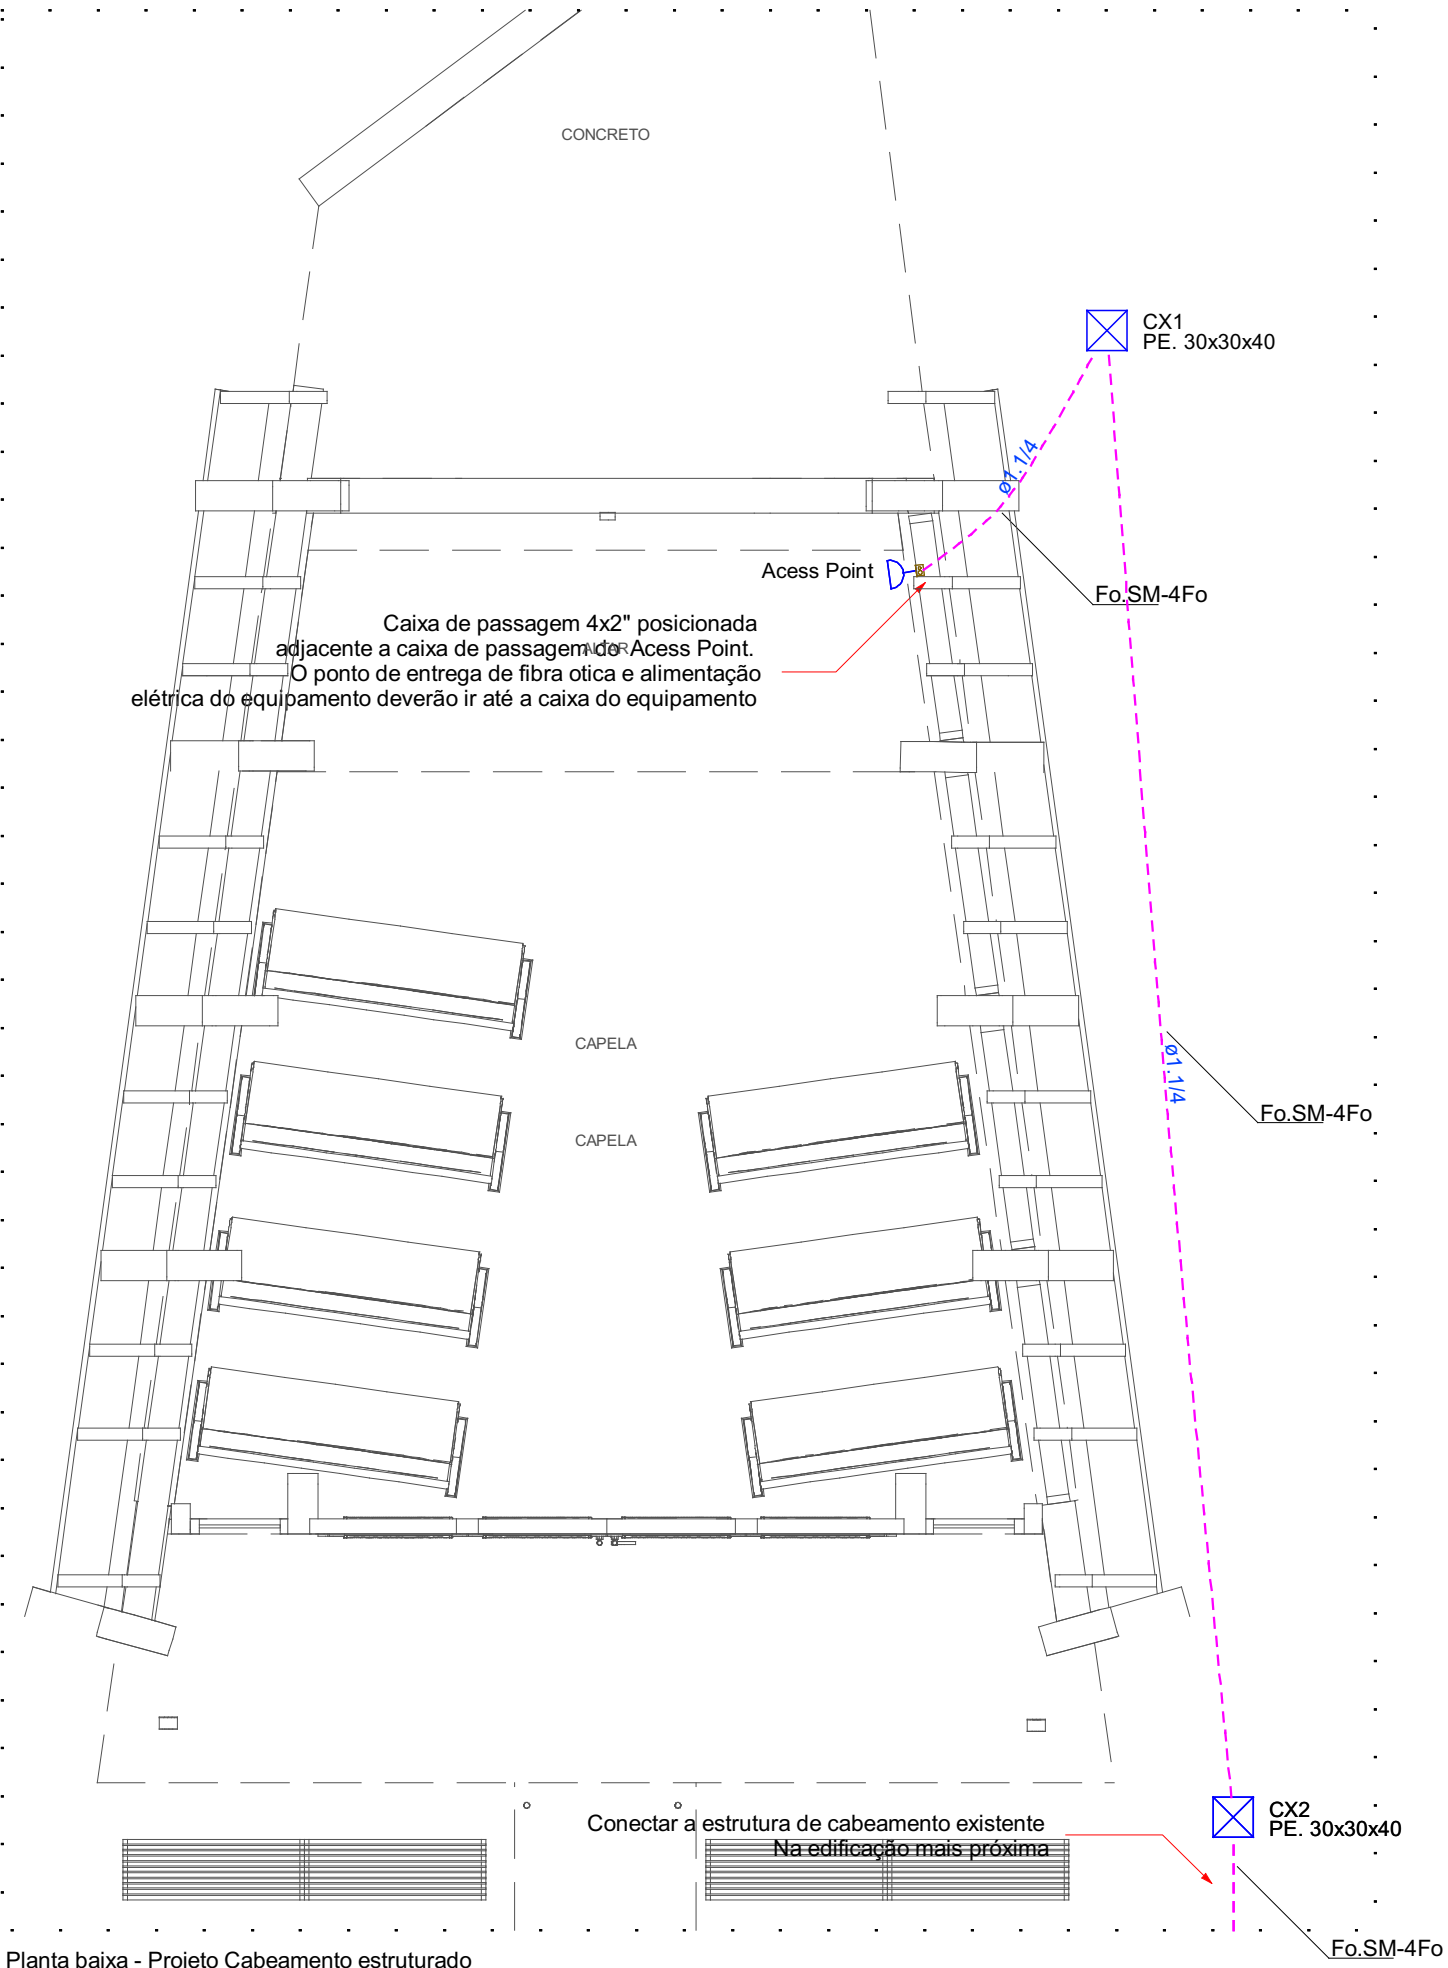 CONCRETO
CX1
PE. 30x30x40
ø1.1/4
Acess Point
Fo.SM-4Fo
Caixa de passagem 4x2" posicionada
adjacente a caixa de passagem do Acess Point.
ALTAR
O ponto de entrega de fibra otica e alimentação
elétrica do equipamento deverão ir até a caixa do equipamento
CAPELA
ø1.1/4
Fo.SM-4Fo
CAPELA
CX2
PE. 30x30x40
Conectar a estrutura de cabeamento existente
Na edificação mais próxima
Fo.SM-4Fo
Planta baixa - Projeto Cabeamento estruturado